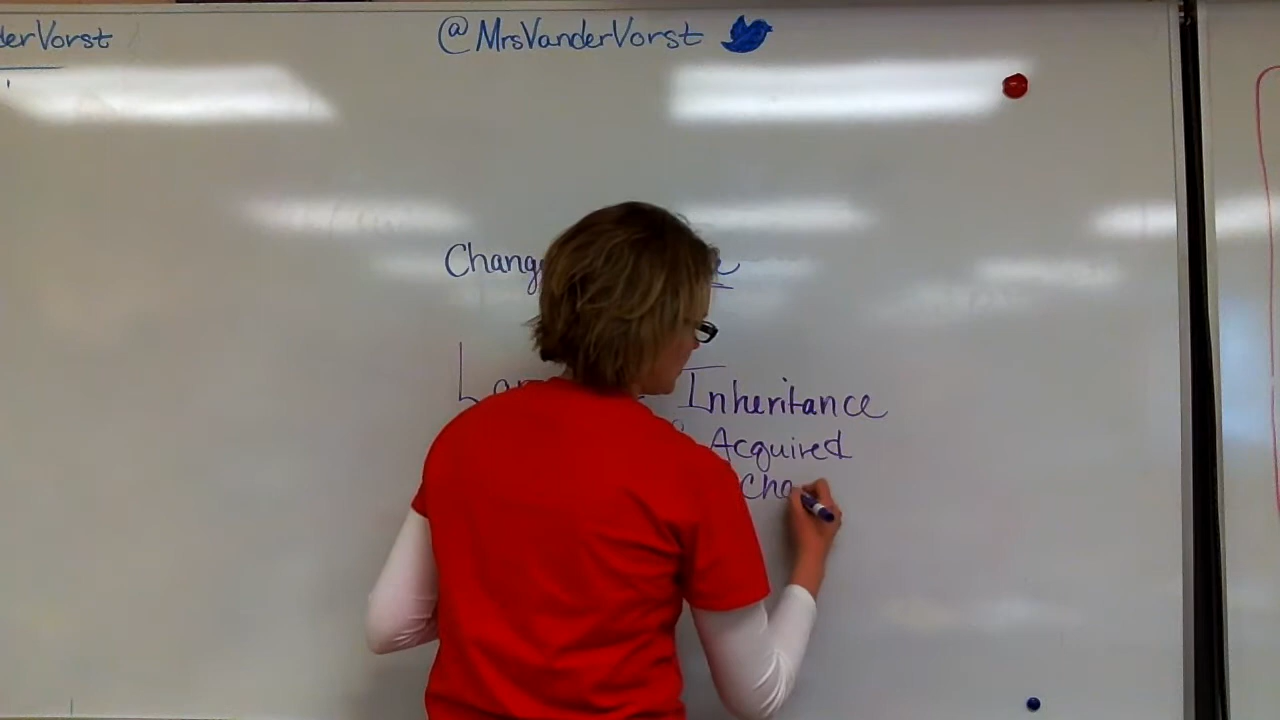 derVorst
@MrsVanderVorst
Chang
Inheritance
Acquired
Cha